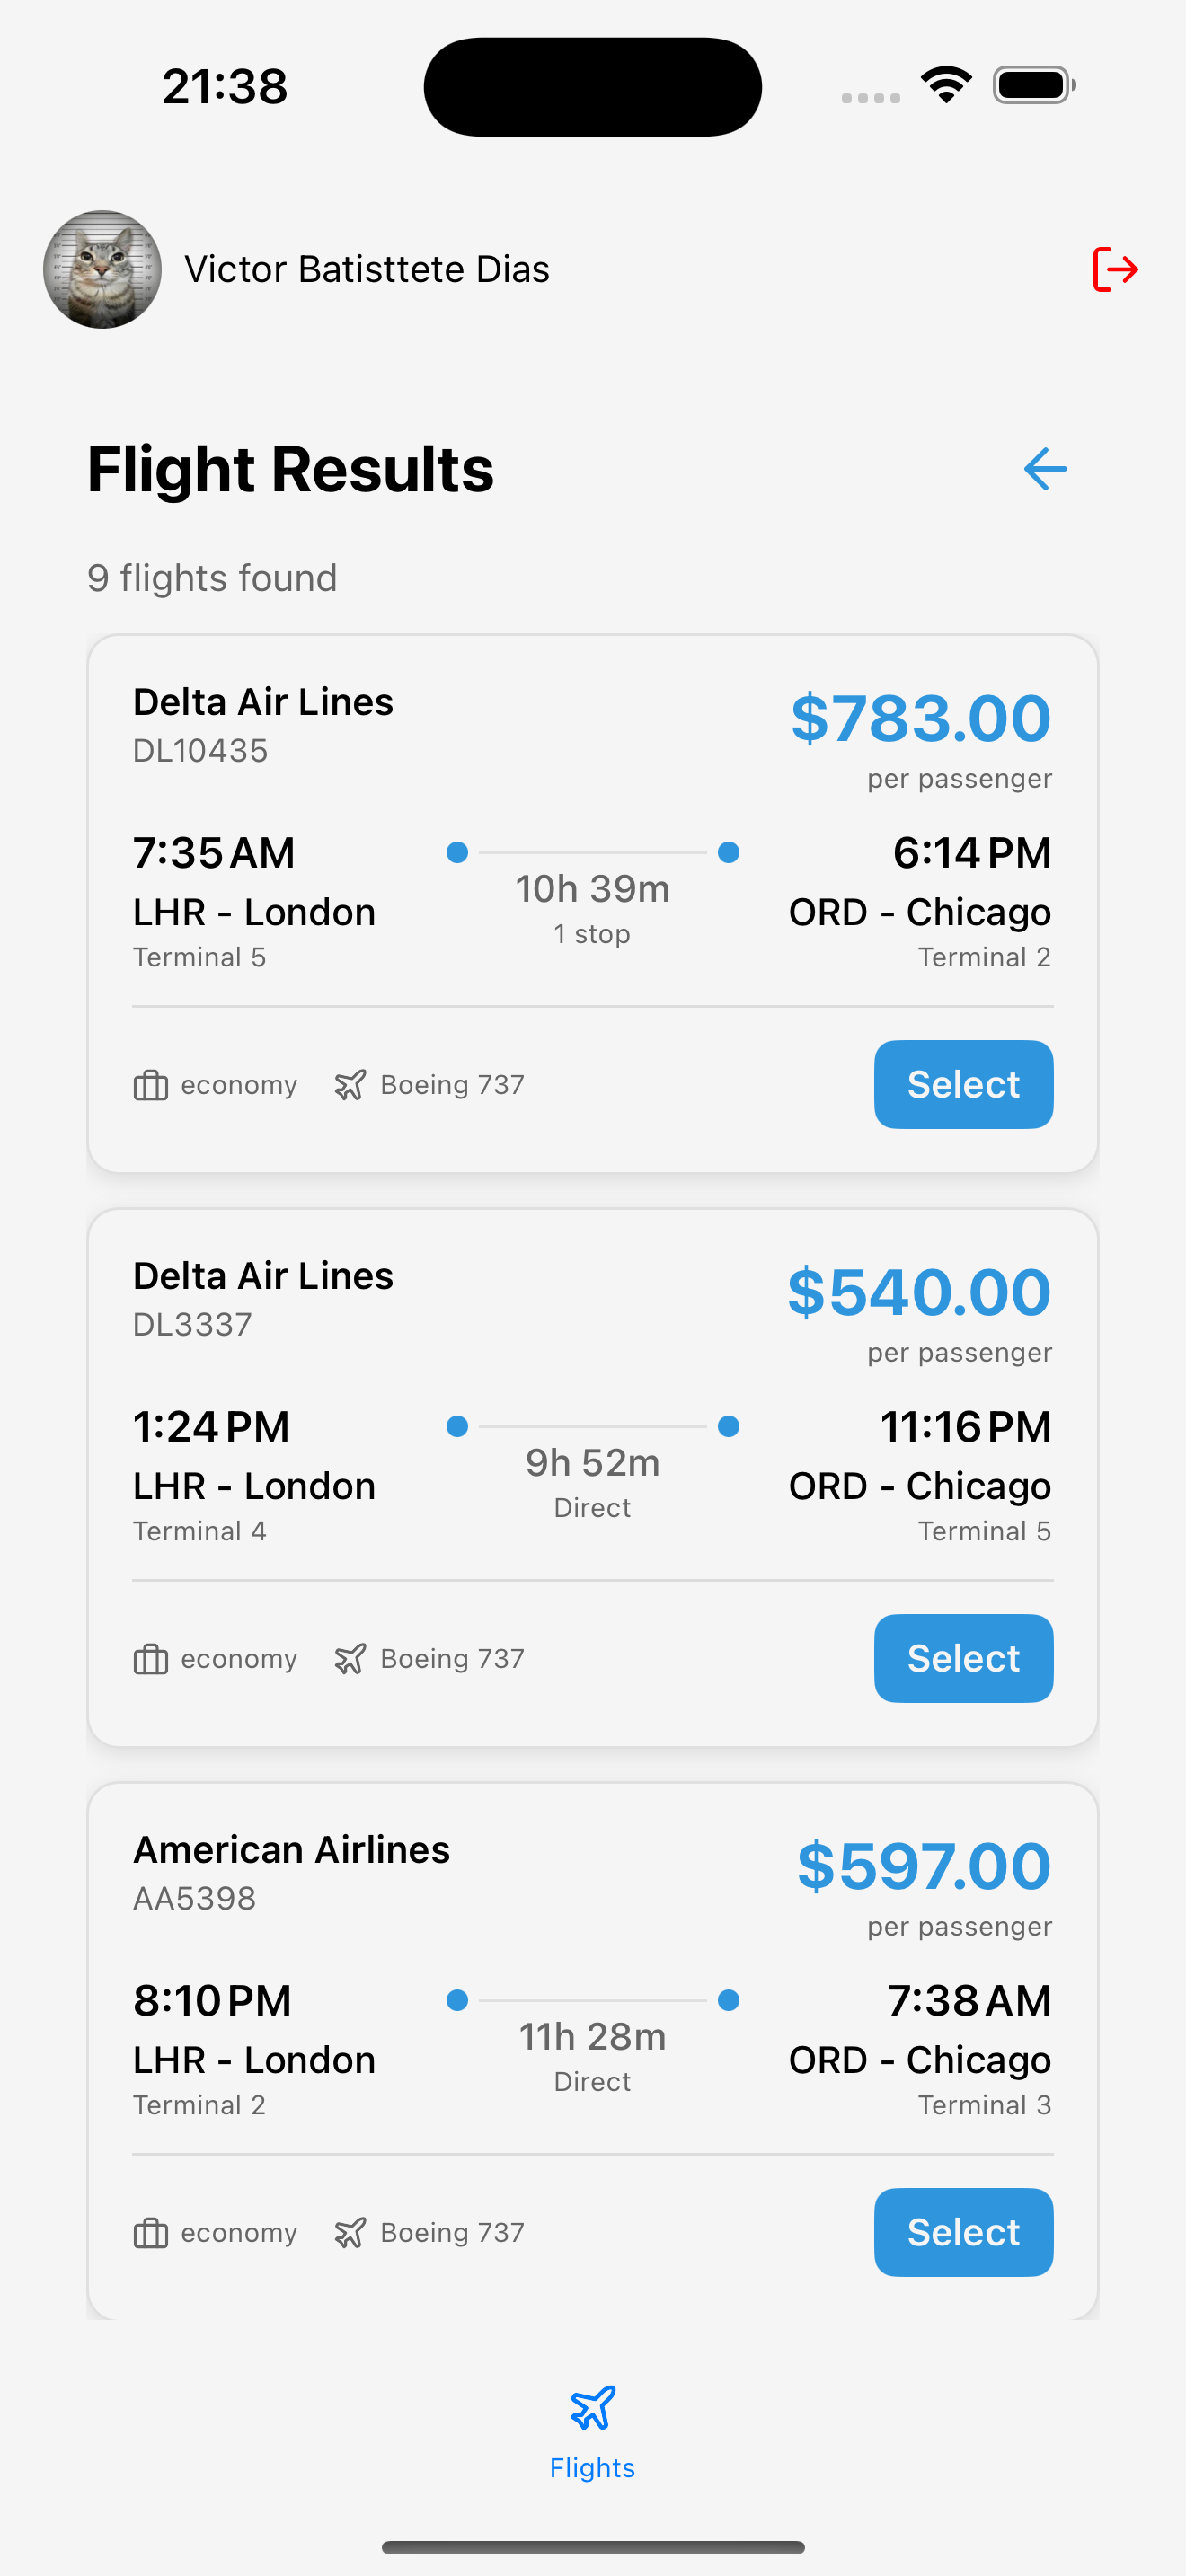 21:38
Victor Batisttete Dias
Flight Results
9 flights found
Delta Air Lines
$783.00
DL10435
per passenger
7:35 AM
6:14 PM
10h 39m
LHR - London
ORD - Chicago
1 stop
Terminal 5
Terminal 2
economy
Boeing 737
Select
Delta Air Lines
$540.00
DL3337
per passenger
1:24 PM
11:16 PM
9h 52m
LHR - London
ORD - Chicago
Direct
Terminal 4
Terminal 5
economy
Boeing 737
Select
American Airlines
$597.00
AA5398
per passenger
8:10 PM
7:38 AM
11h 28m
LHR - London
ORD - Chicago
Direct
Terminal 2
Terminal 3
economy
Boeing 737
Select
Flights